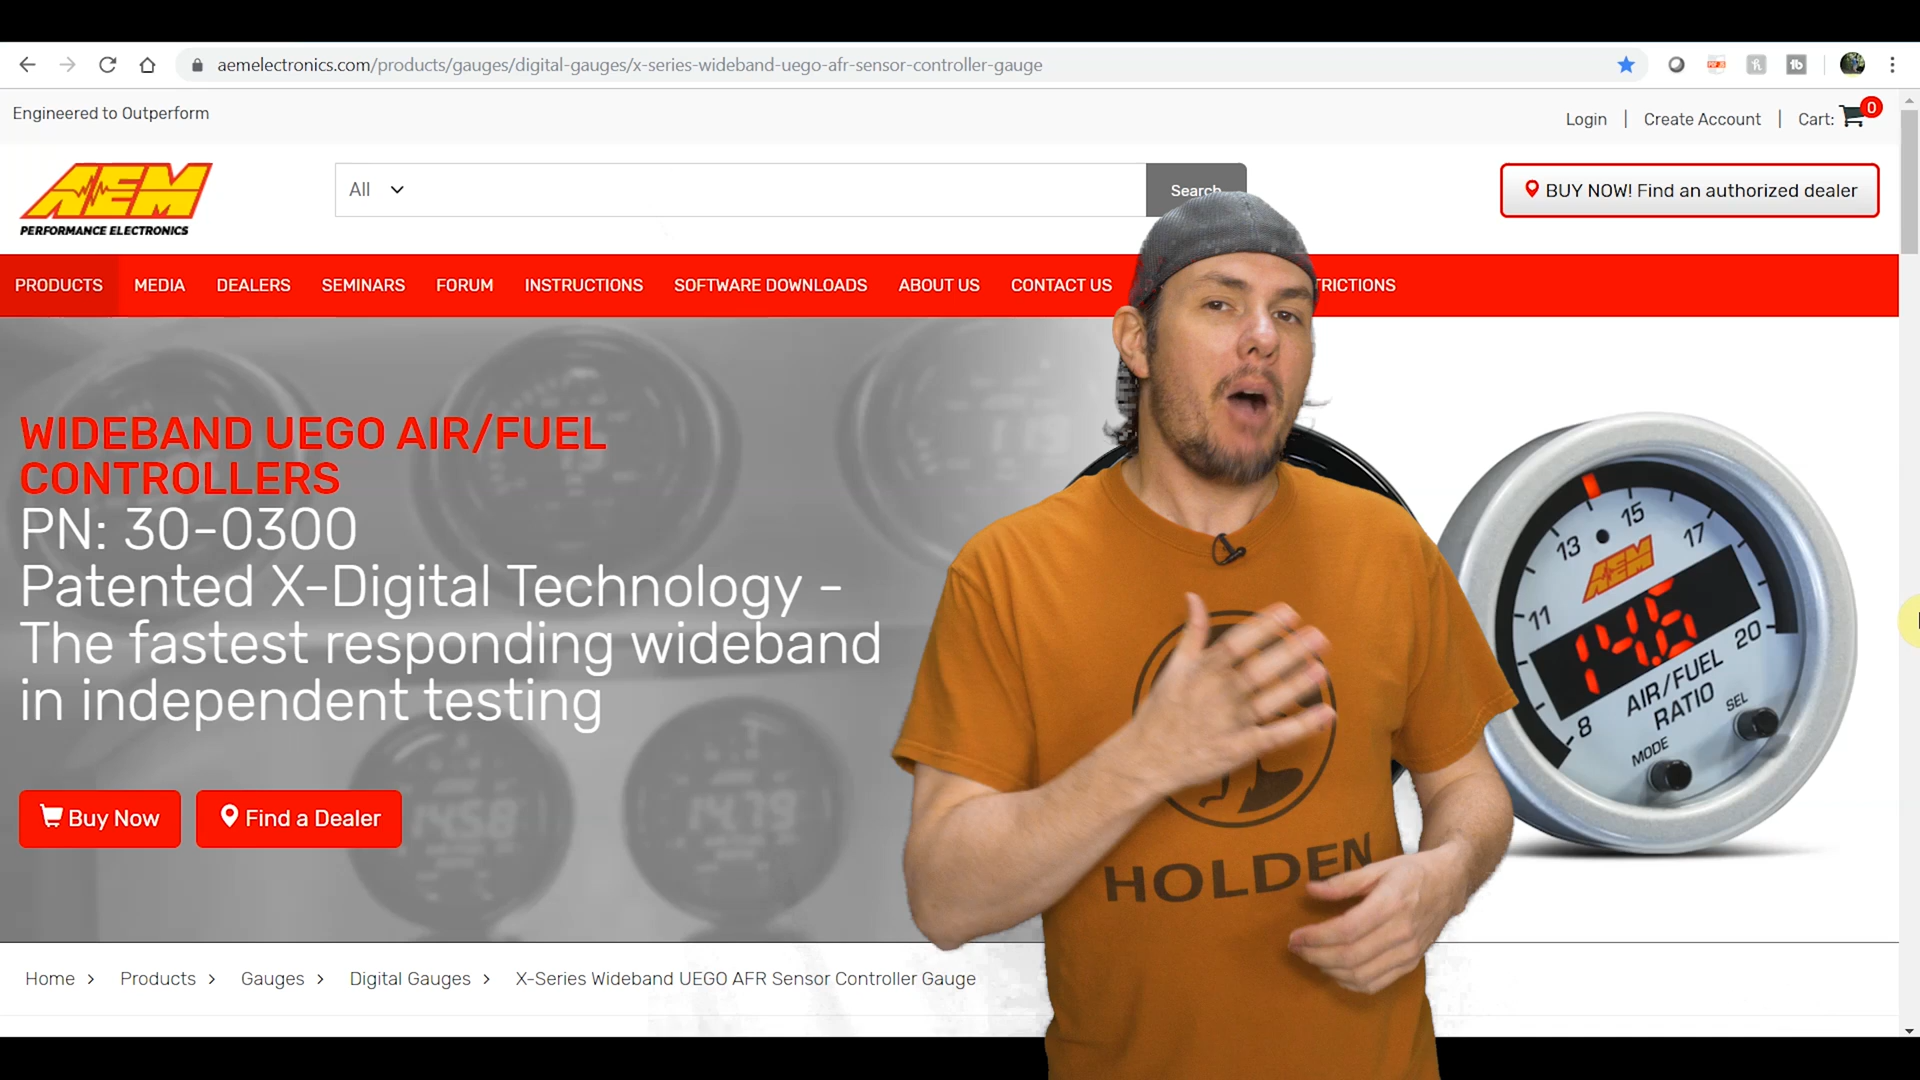 aemelectronics.com/products/gauges/digital-gauges/x-series-wideband-uego-afr-sensor-controller-gauge
Engineered to Outperform
Login | Create Account | Cart: 0
AEM
PERFORMANCE ELECTRONICS
All
Search
BUY NOW! Find an authorized dealer
PRODUCTS MEDIA DEALERS SEMINARS FORUM INSTRUCTIONS SOFTWARE DOWNLOADS ABOUT US CONTACT US
WIDEBAND UEGO AIR/FUEL
CONTROLLERS
PN: 30-0300
Patented X-Digital Technology -
The fastest responding wideband
in independent testing
Buy Now
Find a Dealer
8 11 13 15 17 20
AEM
14.6
AIR/FUEL
RATIO
MODE
SEL
HOLDEN
Home > Products > Gauges > Digital Gauges > X-Series Wideband UEGO AFR Sensor Controller Gauge